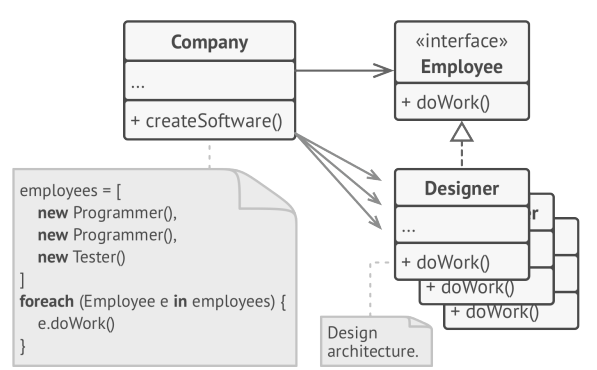 Company
...
+ createSoftware()
«interface»
Employee
+ doWork()
employees = [
new Programmer(),
new Programmer(),
new Tester()
]
foreach (Employee e in employees) {
e.doWork()
}
Designer
...
+ doWork()
+ doWork()
+ doWork()
Design
architecture.